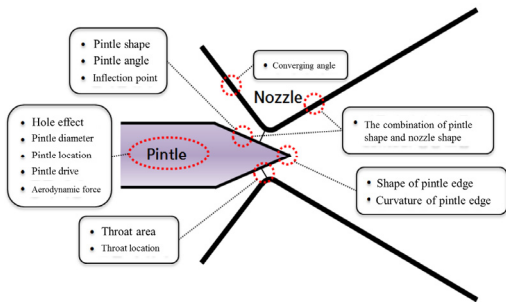 Pintle shape
Pintle angle
Inflection point
Converging angle
Nozzle
Hole effect
Pintle diameter
Pintle location
Pintle drive
Aerodynamic force
Pintle
The combination of pintle
shape and nozzle shape
Shape of pintle edge
Curvature of pintle edge
Throat area
Throat location